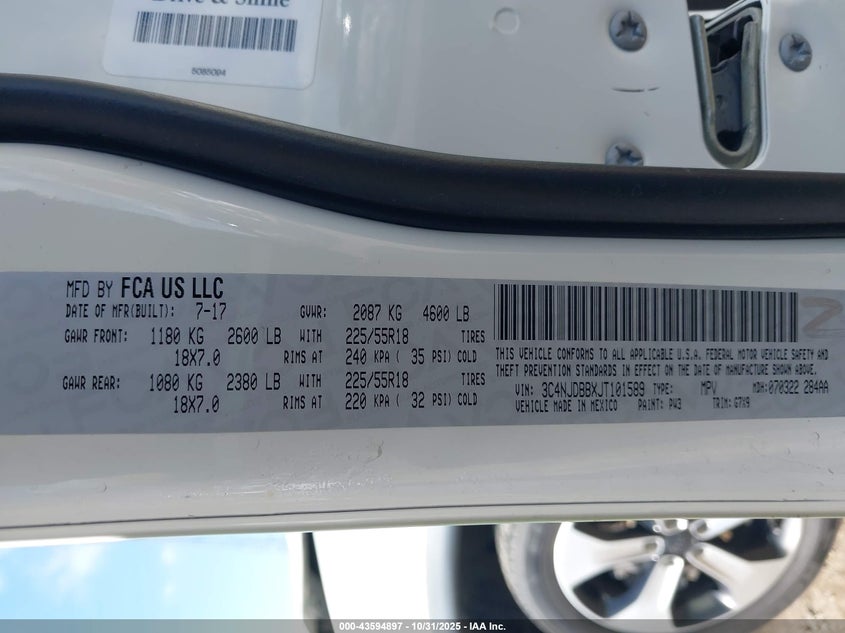 Drive & Shine
5085094
MFD BY FCA US LLC
DATE OF MFR(BUILT): 7-17 GVWR: 2087 KG 4600 LB
GAWR FRONT: 1180 KG 2600 LB WITH 225/55R18 TIRES
18X7.0 RIMS AT 240 KPA ( 35 PSI) COLD
GAWR REAR: 1080 KG 2380 LB WITH 225/55R18 TIRES
18X7.0 RIMS AT 220 KPA ( 32 PSI) COLD
THIS VEHICLE CONFORMS TO ALL APPLICABLE U.S.A. FEDERAL MOTOR VEHICLE SAFETY AND
THEFT PREVENTION STANDARDS IN EFFECT ON THE DATE OF MANUFACTURE SHOWN ABOVE.
VIN: 3C4NJDBBXJT101589 TYPE: MPV MDH: 070322 284AA
VEHICLE MADE IN MEXICO PAINT: PW3 TRIM: G7X9
000-43594897 - 10/31/2025 - IAA Inc.